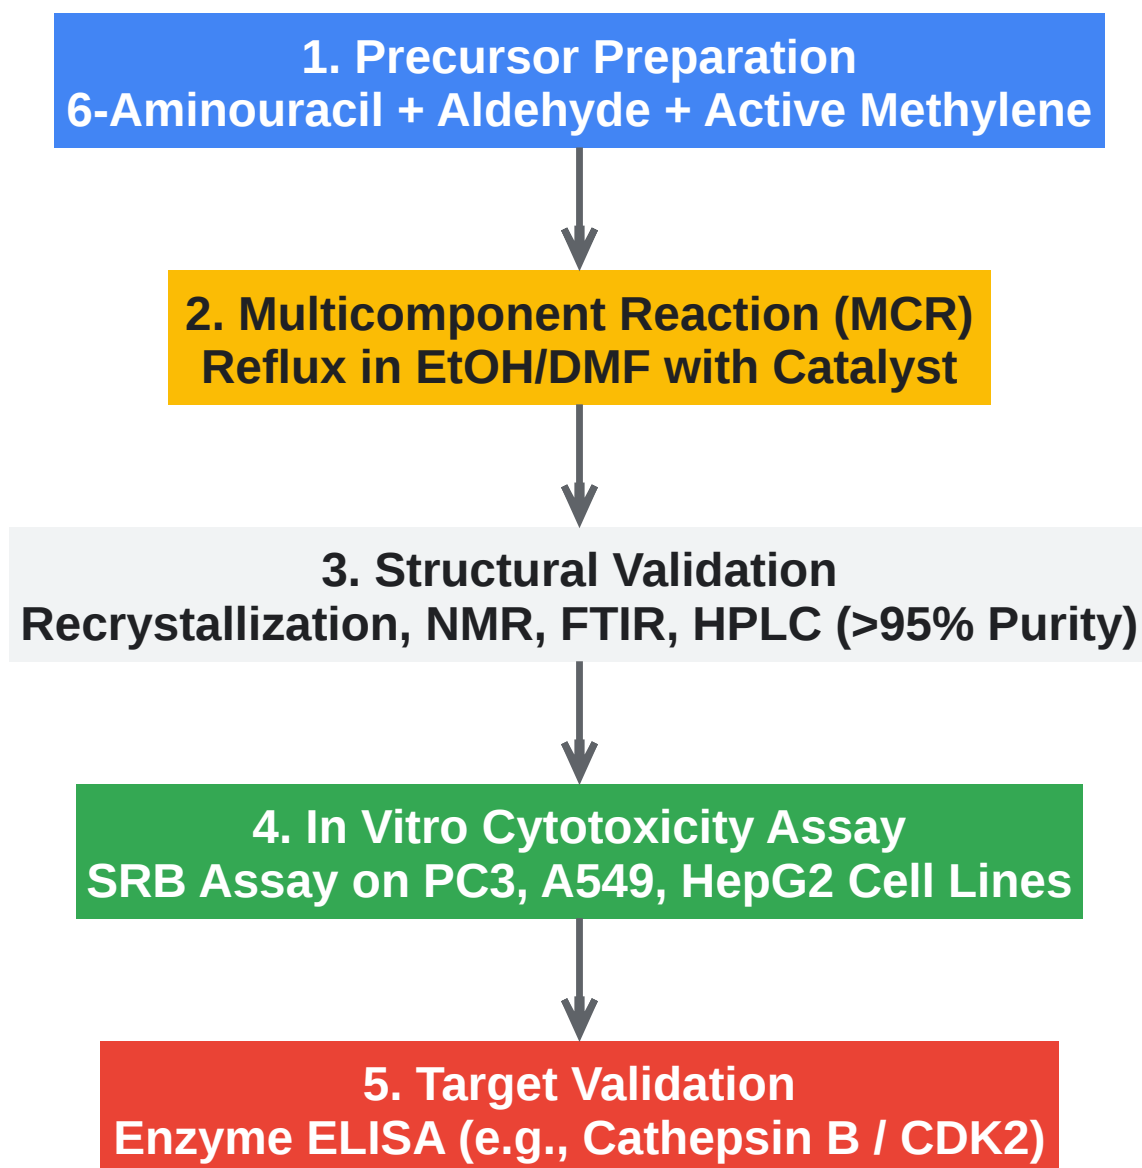 1. Precursor Preparation
6-Aminouracil + Aldehyde + Active Methylene
2. Multicomponent Reaction (MCR)
Reflux in EtOH/DMF with Catalyst
3. Structural Validation
Recrystallization, NMR, FTIR, HPLC (>95% Purity)
4. In Vitro Cytotoxicity Assay
SRB Assay on PC3, A549, HepG2 Cell Lines
5. Target Validation
Enzyme ELISA (e.g., Cathepsin B / CDK2)